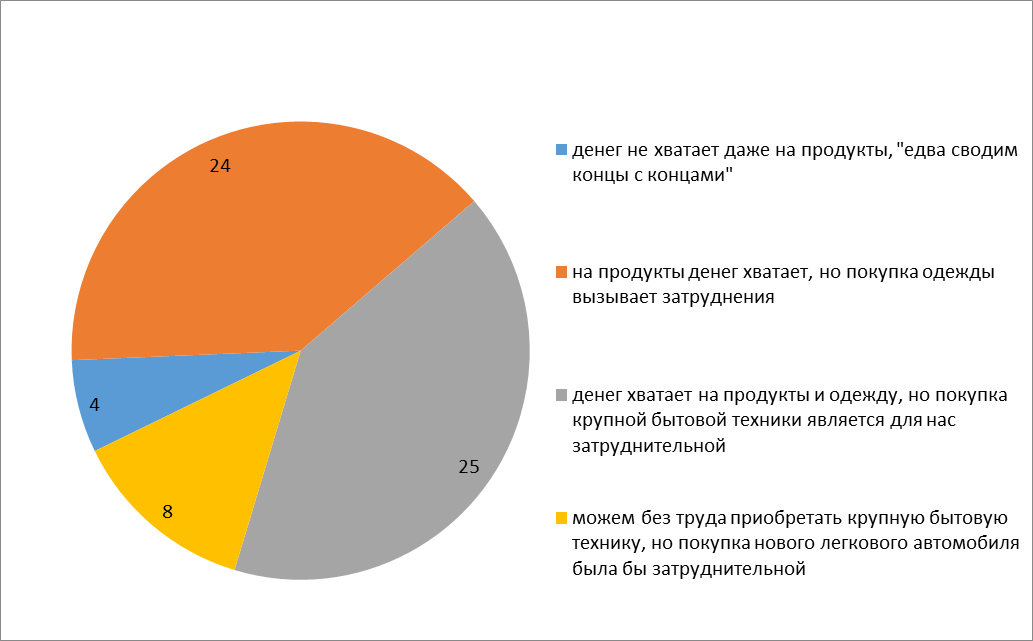 24
4
8
25
денег не хватает даже на продукты, "едва сводим
концы с концами"
на продукты денег хватает, но покупка одежды
вызывает затруднения
денег хватает на продукты и одежду, но покупка
крупной бытовой техники является для нас
затруднительной
можем без труда приобретать крупную бытовую
технику, но покупка нового легкового автомобиля
была бы затруднительной